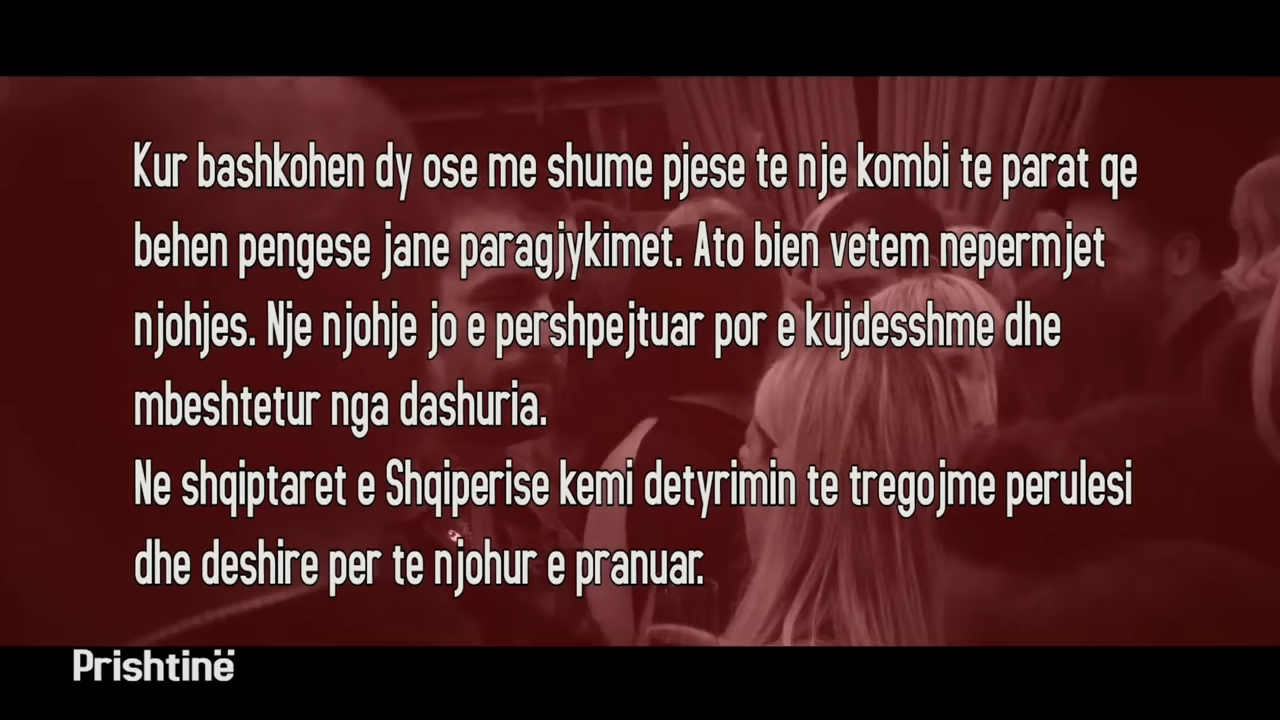 Kur bashkohen dy ose me shume pjese te nje kombi te parat qe
behen pengese jane paragjykimet. Ato bien vetem nepermjet
njohjes. Nje njohje jo e pershpejtuar por e kujdesshme dhe
mbeshtetur nga dashuria.
Ne shqiptaret e Shqiperise kemi detyrimin te tregojme perulesi
dhe deshire per te njohur e pranuar.
Prishtinë